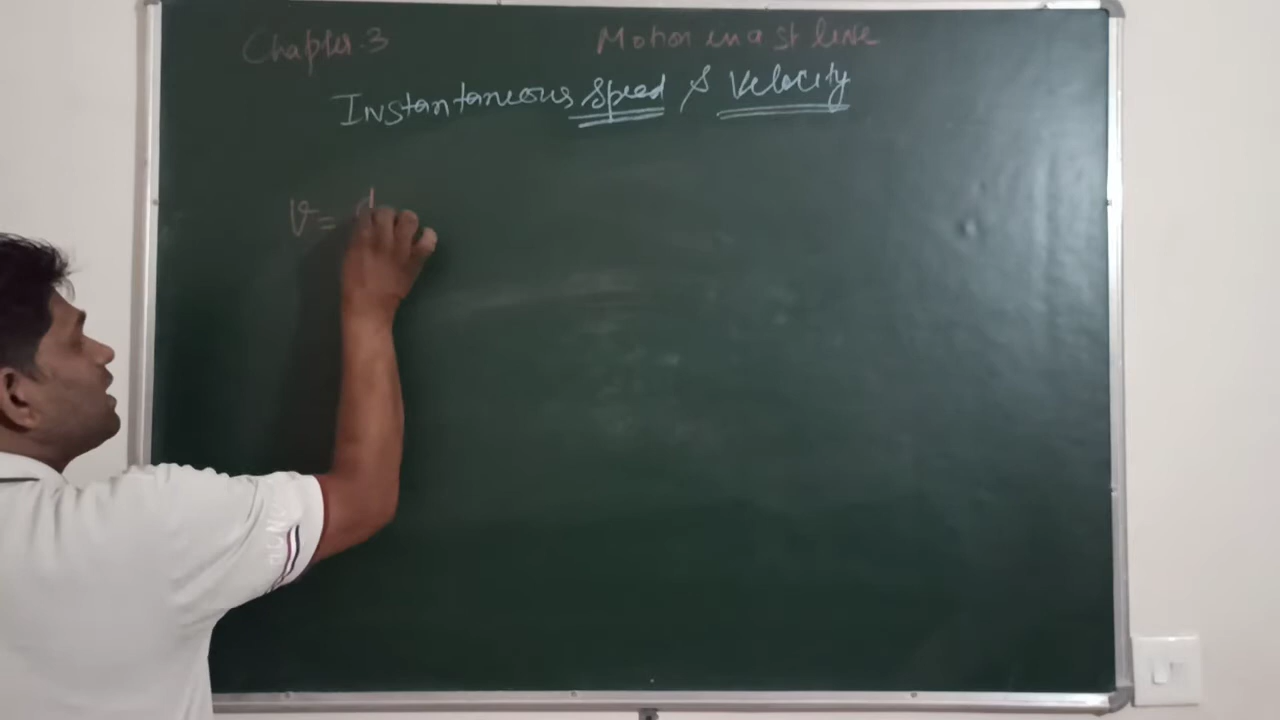 Chapter.3 Motion in a st line
Instantaneous Speed & Velocity
V = d